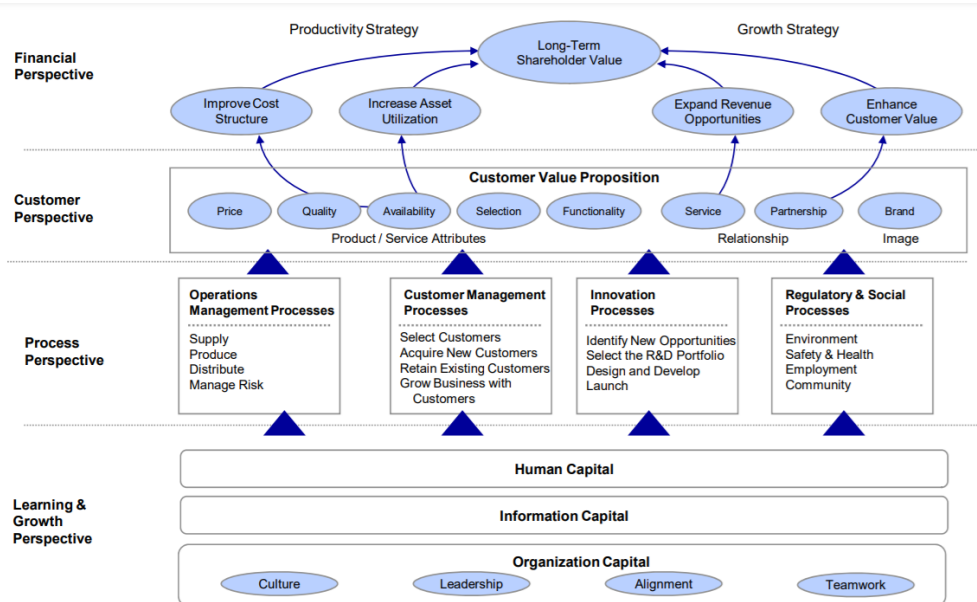 Productivity Strategy
Growth Strategy
Financial
Perspective
Long-Term
Shareholder Value
Improve Cost
Structure
Increase Asset
Utilization
Expand Revenue
Opportunities
Enhance
Customer Value
Customer
Perspective
Customer Value Proposition
Price
Quality
Availability
Selection
Functionality
Service
Partnership
Brand
Product / Service Attributes
Relationship
Image
Process
Perspective
Operations
Management Processes
Supply
Produce
Distribute
Manage Risk
Customer Management
Processes
Select Customers
Acquire New Customers
Retain Existing Customers
Grow Business with
Customers
Innovation
Processes
Identify New Opportunities
Select the R&D Portfolio
Design and Develop
Launch
Regulatory & Social
Processes
Environment
Safety & Health
Employment
Community
Learning &
Growth
Perspective
Human Capital
Information Capital
Organization Capital
Culture
Leadership
Alignment
Teamwork